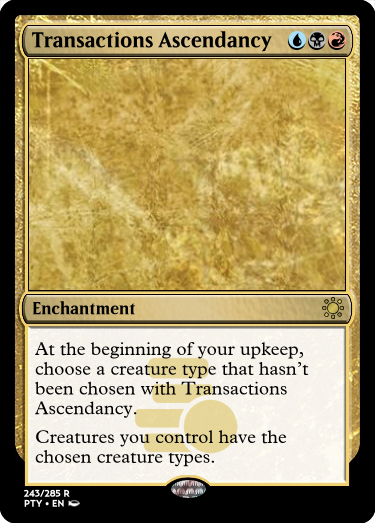 Transactions Ascendancy
Enchantment
At the beginning of your upkeep,
choose a creature type that hasn't
been chosen with Transactions
Ascendancy.
Creatures you control have the
chosen creature types.
243/285 R
PTY • EN